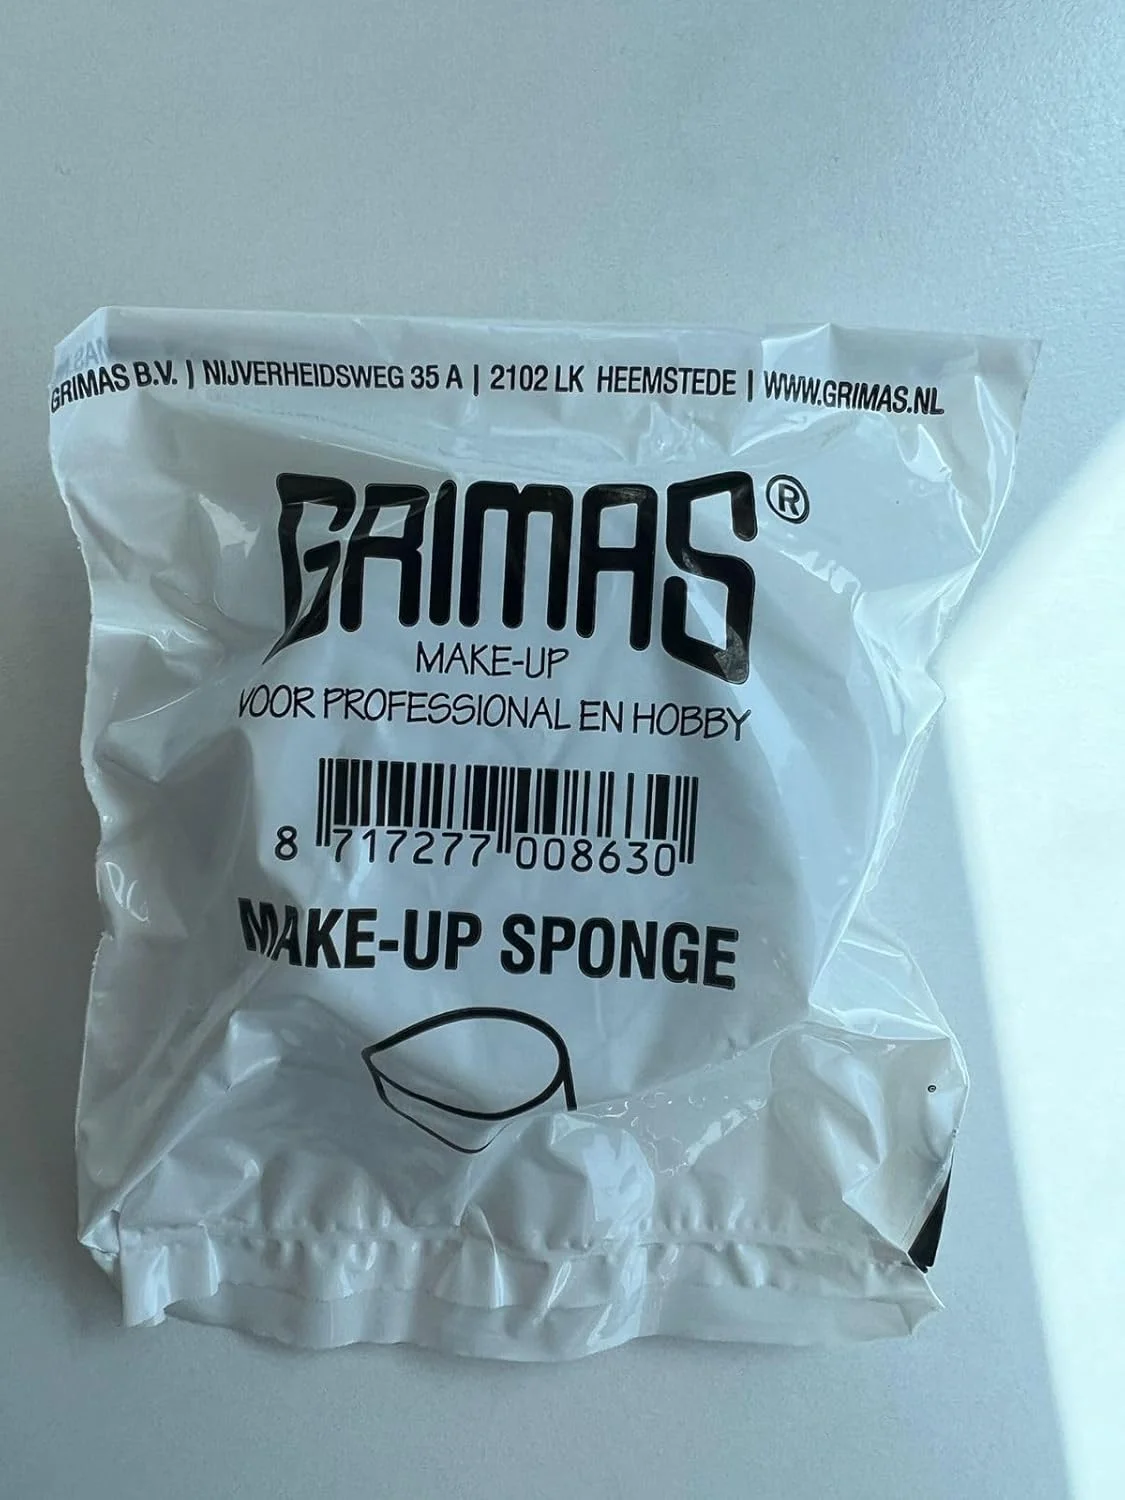 GRIMAS B.V. | NIJVERHEIDSWEG 35 A | 2102 LK HEEMSTEDE | WWW.GRIMAS.NL
GRIMAS®
MAKE-UP
VOOR PROFESSIONAL EN HOBBY
8 717277 008630
MAKE-UP SPONGE